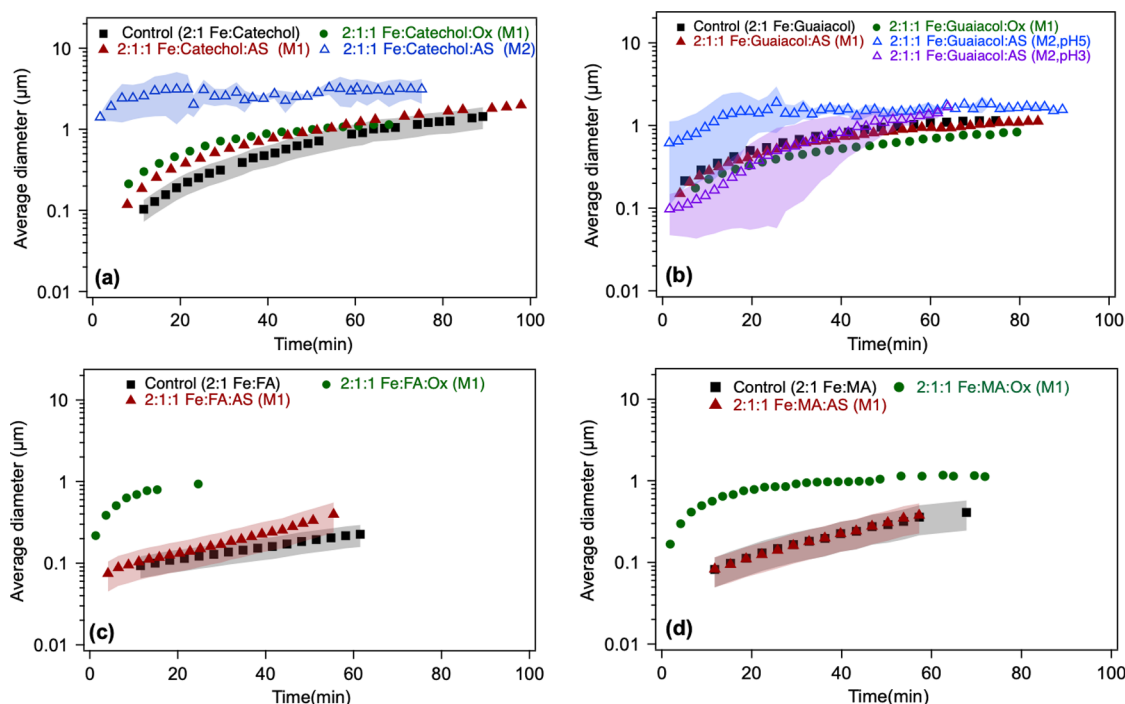 Control (2:1 Fe:Catechol)
2:1:1 Fe:Catechol:Ox (M1)
2:1:1 Fe:Catechol:AS (M1)
2:1:1 Fe:Catechol:AS (M2)
Average diameter (µm)
10
1
0.1
0.01
(a)
0 20 40 60 80 100
Time(min)
Control (2:1 Fe:Guaiacol)
2:1:1 Fe:Guaiacol:Ox (M1)
2:1:1 Fe:Guaiacol:AS (M1)
2:1:1 Fe:Guaiacol:AS (M2,pH5)
2:1:1 Fe:Guaiacol:AS (M2,pH3)
Average diameter (µm)
10
1
0.1
0.01
(b)
0 20 40 60 80 100
Time(min)
Control (2:1 Fe:FA)
2:1:1 Fe:FA:Ox (M1)
2:1:1 Fe:FA:AS (M1)
Average diameter (µm)
10
1
0.1
0.01
(c)
0 20 40 60 80 100
Time(min)
Control (2:1 Fe:MA)
2:1:1 Fe:MA:Ox (M1)
2:1:1 Fe:MA:AS (M1)
Average diameter (µm)
10
1
0.1
0.01
(d)
0 20 40 60 80 100
Time(min)